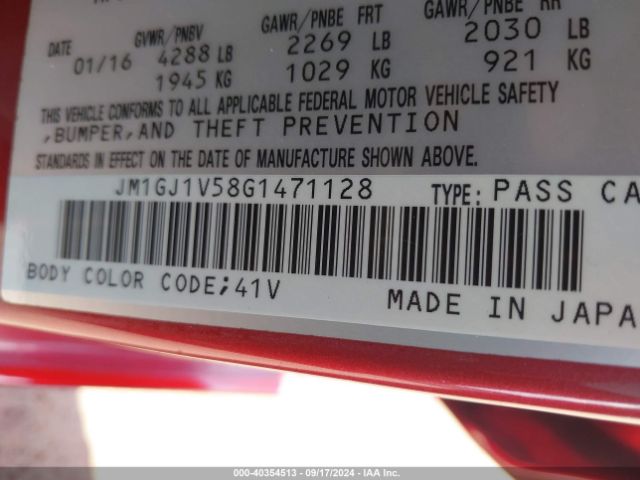 GVWR/PNBV GAWR/PNBE FRT GAWR/PNBE RR
DATE 01/16 4288 LB 2269 LB 2030 LB
1945 KG 1029 KG 921 KG
THIS VEHICLE CONFORMS TO ALL APPLICABLE FEDERAL MOTOR VEHICLE SAFETY
,BUMPER,AND THEFT PREVENTION
STANDARDS IN EFFECT ON THE DATE OF MANUFACTURE SHOWN ABOVE.
JM1GJ1V58G1471128 TYPE: PASS CA
BODY COLOR CODE;41V MADE IN JAPA
000-40354513 - 09/17/2024 - IAA Inc.